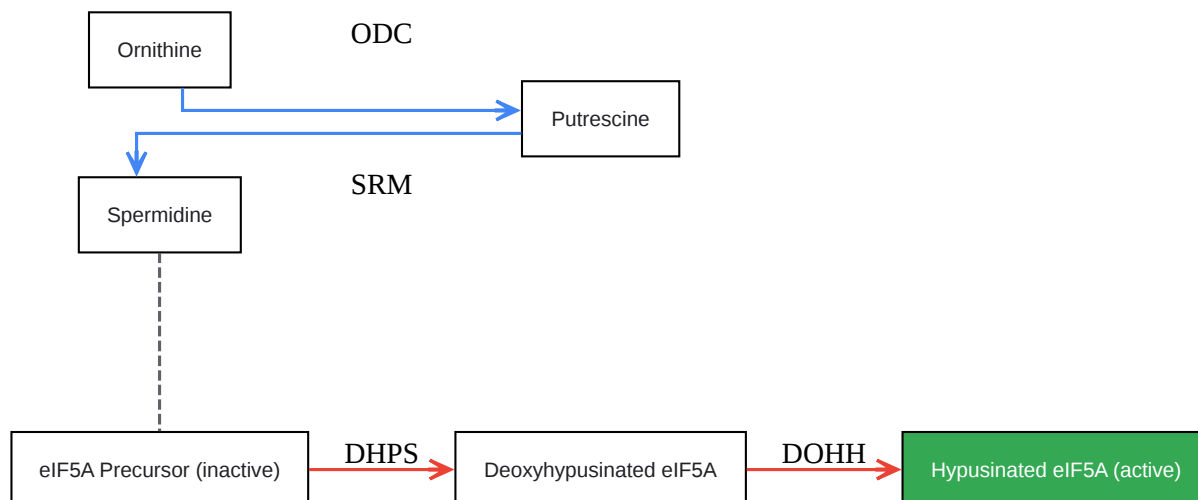 ODC
Ornithine
Putrescine
SRM
Spermidine
eIF5A Precursor (inactive)
DHPS
Deoxyhypusinated eIF5A
DOHH
Hypusinated eIF5A (active)